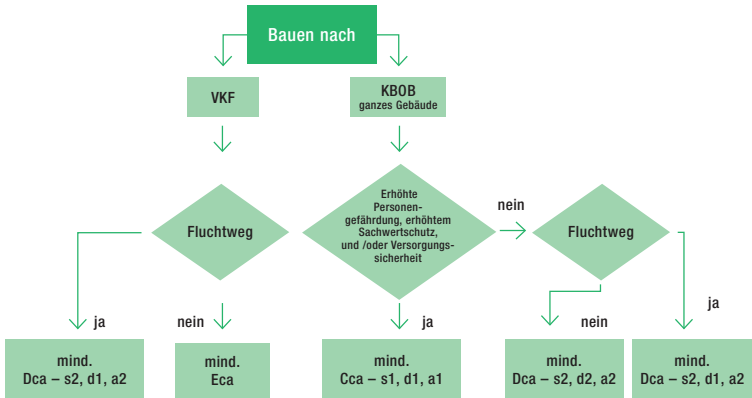 Bauen nach
VKF
KBOB
ganzes Gebäude
Erhöhte
Personen-
gefährdung, erhöhtem
Sachwertschutz,
und /oder Versorgungs-
sicherheit
Fluchtweg
nein
Fluchtweg
ja
nein
ja
nein
ja
mind.
Dca – s2, d1, a2
mind.
Eca
mind.
Cca – s1, d1, a1
mind.
Dca – s2, d2, a2
mind.
Dca – s2, d1, a2